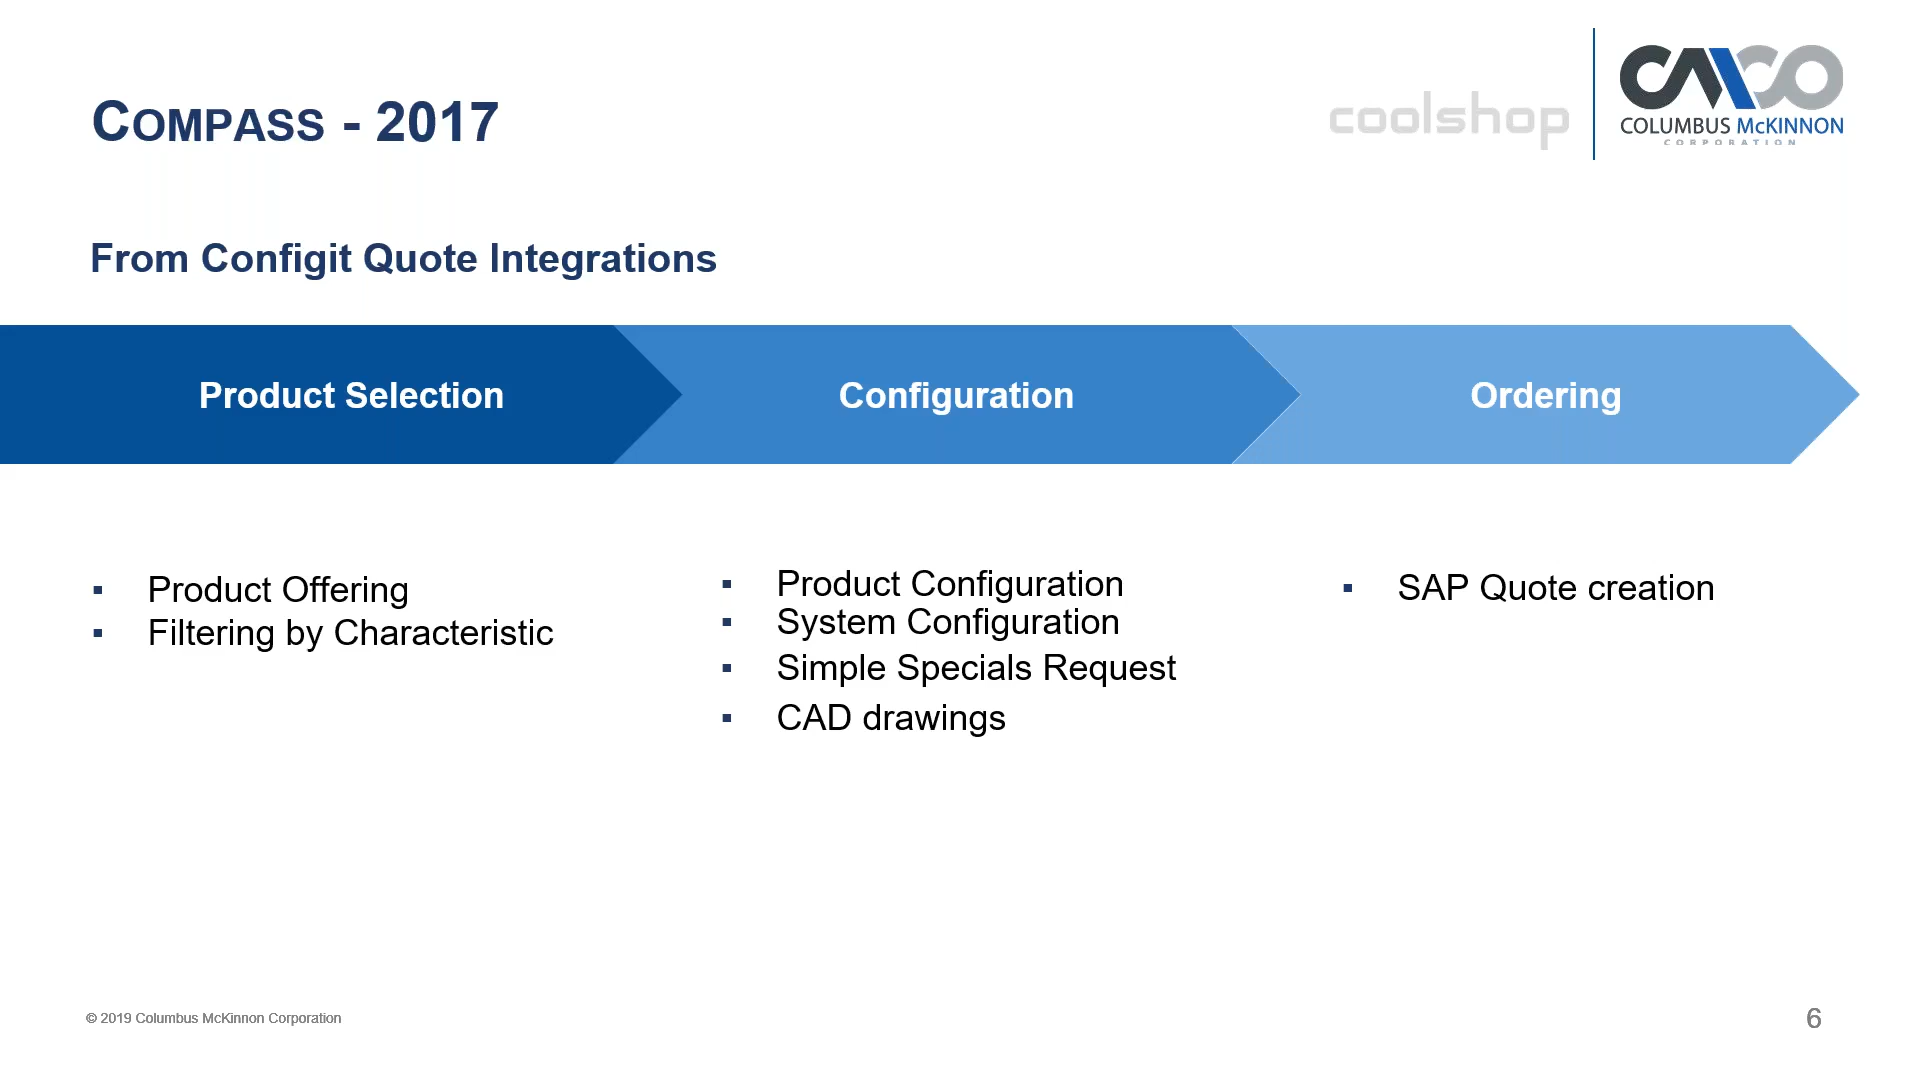 COMPASS - 2017
coolshop
CMCO
COLUMBUS McKINNON
CORPORATION
From Configit Quote Integrations
Product Selection
Configuration
Ordering
▪ Product Offering
▪ Filtering by Characteristic
▪ Product Configuration
▪ System Configuration
▪ Simple Specials Request
▪ CAD drawings
▪ SAP Quote creation
© 2019 Columbus McKinnon Corporation
6